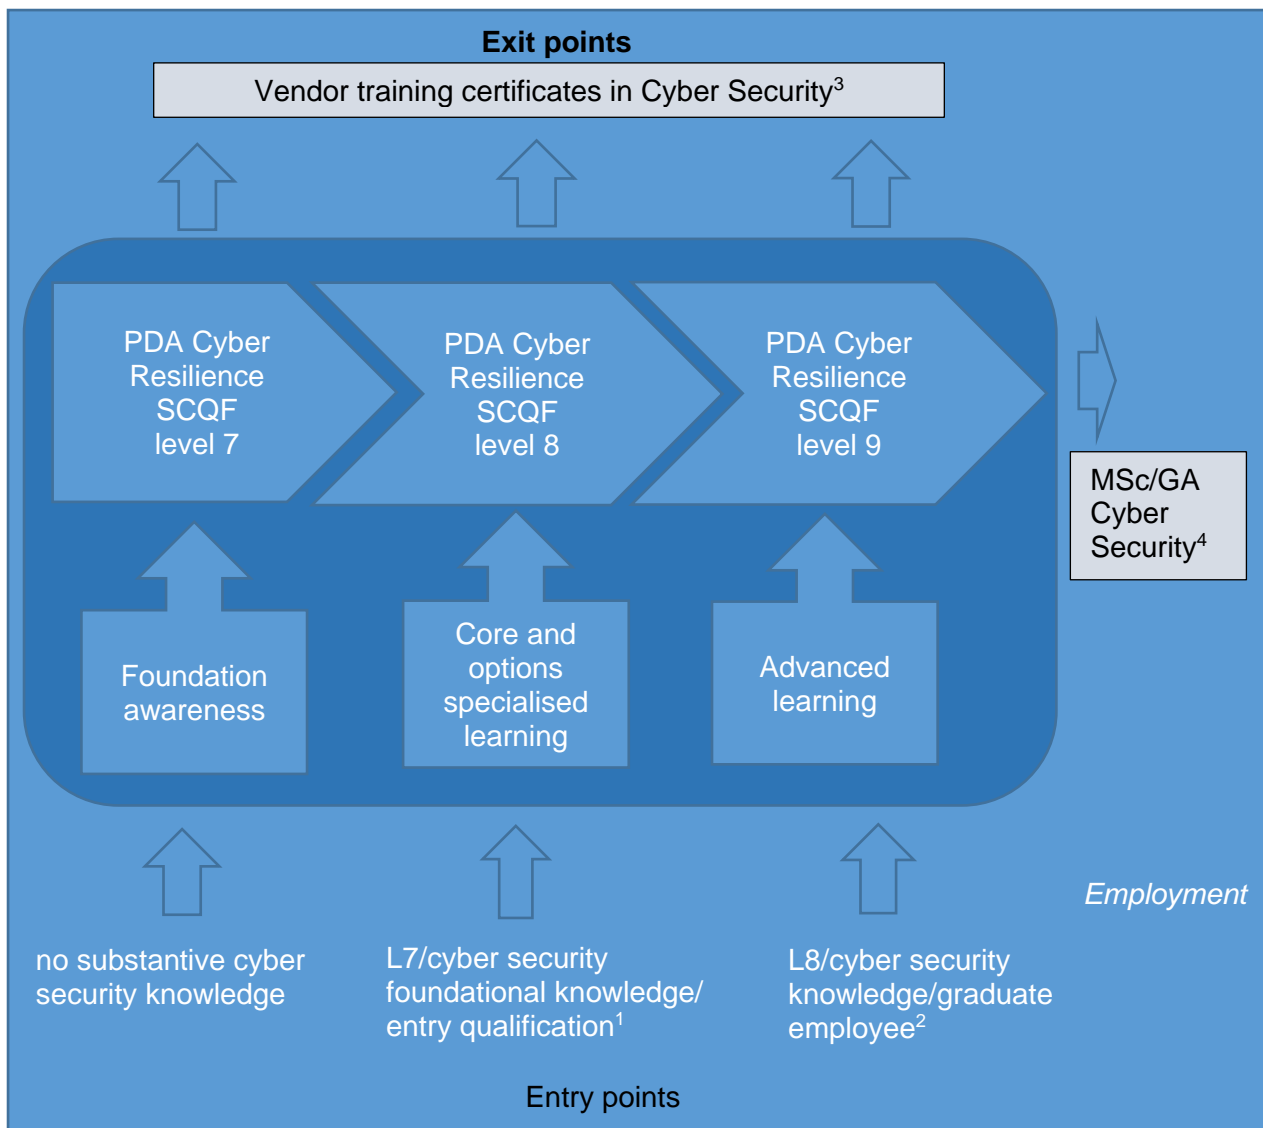 Exit points
Vendor training certificates in Cyber Security³
PDA Cyber
Resilience
SCQF
level 7
PDA Cyber
Resilience
SCQF
level 8
PDA Cyber
Resilience
SCQF
level 9
MSc/GA
Cyber
Security⁴
Foundation
awareness
Core and
options
specialised
learning
Advanced
learning
Employment
no substantive cyber
security knowledge
L7/cyber security
foundational knowledge/
entry qualification¹
L8/cyber security
knowledge/graduate
employee²
Entry points